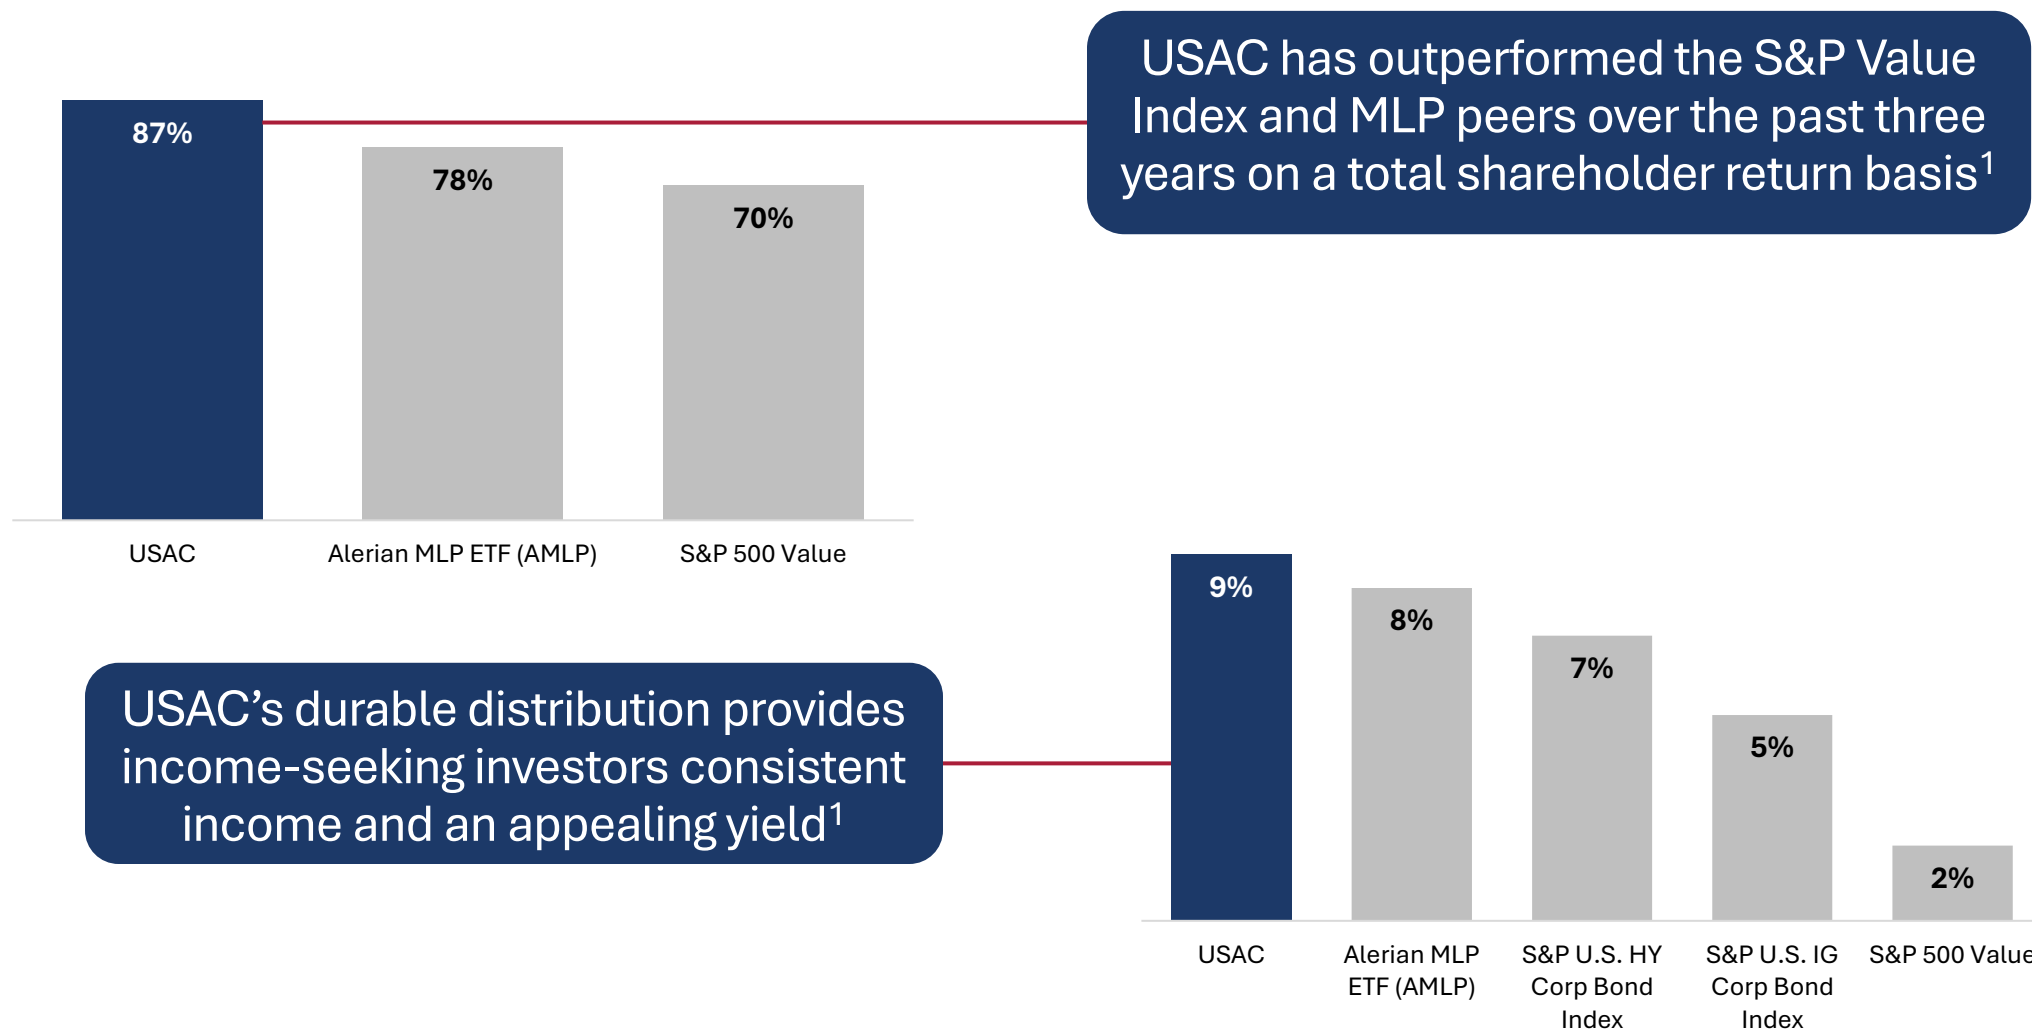 USAC has outperformed the S&P Value
Index and MLP peers over the past three
years on a total shareholder return basis¹
87%
78%
70%
USAC
Alerian MLP ETF (AMLP)
S&P 500 Value
USAC’s durable distribution provides
income-seeking investors consistent
income and an appealing yield¹
9%
8%
7%
5%
2%
USAC
Alerian MLP
ETF (AMLP)
S&P U.S. HY
Corp Bond
Index
S&P U.S. IG
Corp Bond
Index
S&P 500 Value